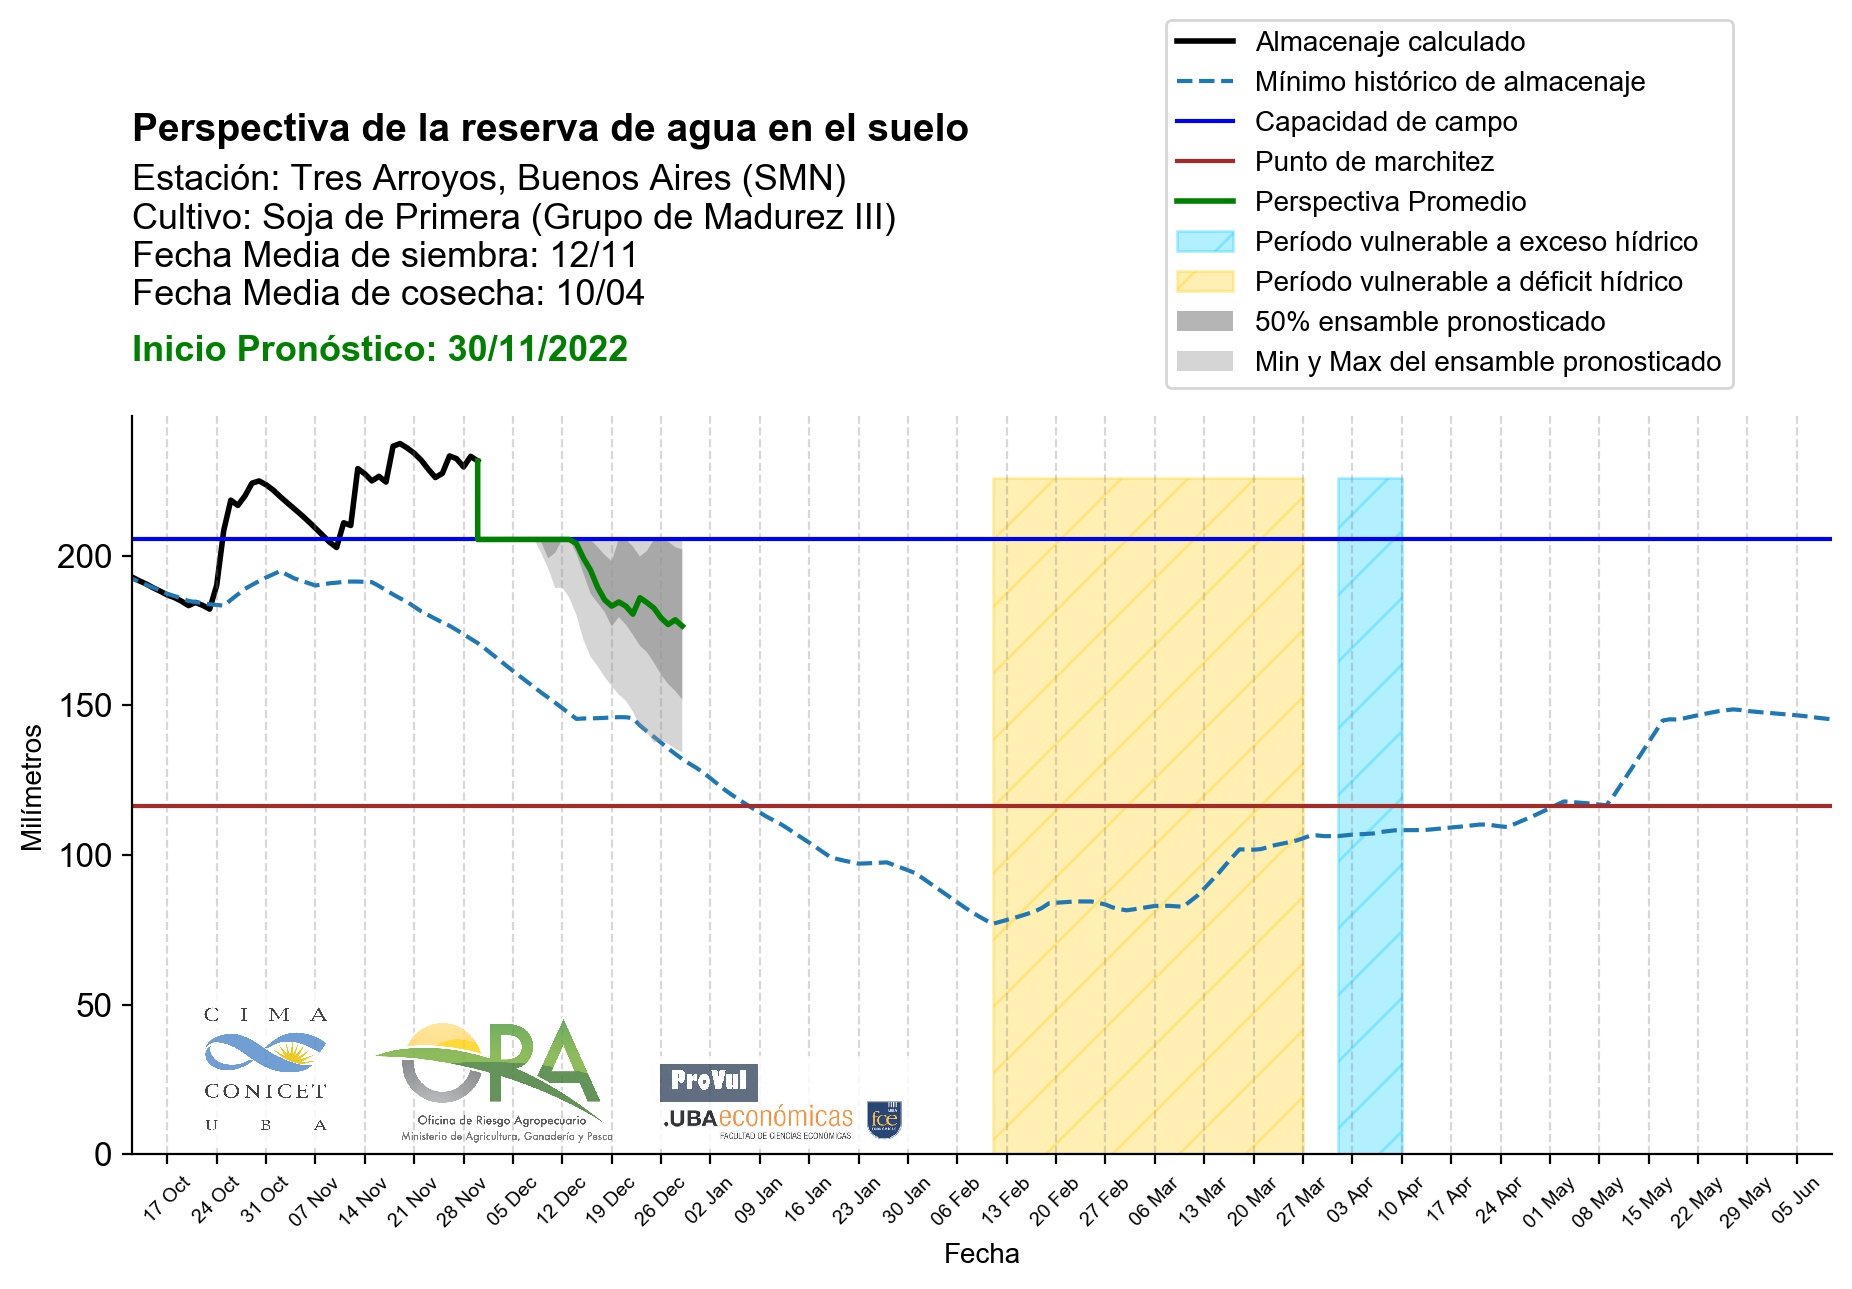 Almacenaje calculado
Mínimo histórico de almacenaje
Capacidad de campo
Punto de marchitez
Perspectiva Promedio
Período vulnerable a exceso hídrico
Período vulnerable a déficit hídrico
50% ensamble pronosticado
Min y Max del ensamble pronosticado
Perspectiva de la reserva de agua en el suelo
Estación: Tres Arroyos, Buenos Aires (SMN)
Cultivo: Soja de Primera (Grupo de Madurez III)
Fecha Media de siembra: 12/11
Fecha Media de cosecha: 10/04
Inicio Pronóstico: 30/11/2022
Milímetros
200
150
100
50
0
CIMA
CONICET
UBA
ORA
Oficina de Riesgo Agropecuario
Ministerio de Agricultura, Ganadería y Pesca
ProVul
.UBAeconómicas
FACULTAD DE CIENCIAS ECONÓMICAS
fce
17 Oct
24 Oct
31 Oct
07 Nov
14 Nov
21 Nov
28 Nov
05 Dec
12 Dec
19 Dec
26 Dec
02 Jan
09 Jan
16 Jan
23 Jan
30 Jan
06 Feb
13 Feb
20 Feb
27 Feb
06 Mar
13 Mar
20 Mar
27 Mar
03 Apr
10 Apr
17 Apr
24 Apr
01 May
08 May
15 May
22 May
29 May
05 Jun
Fecha